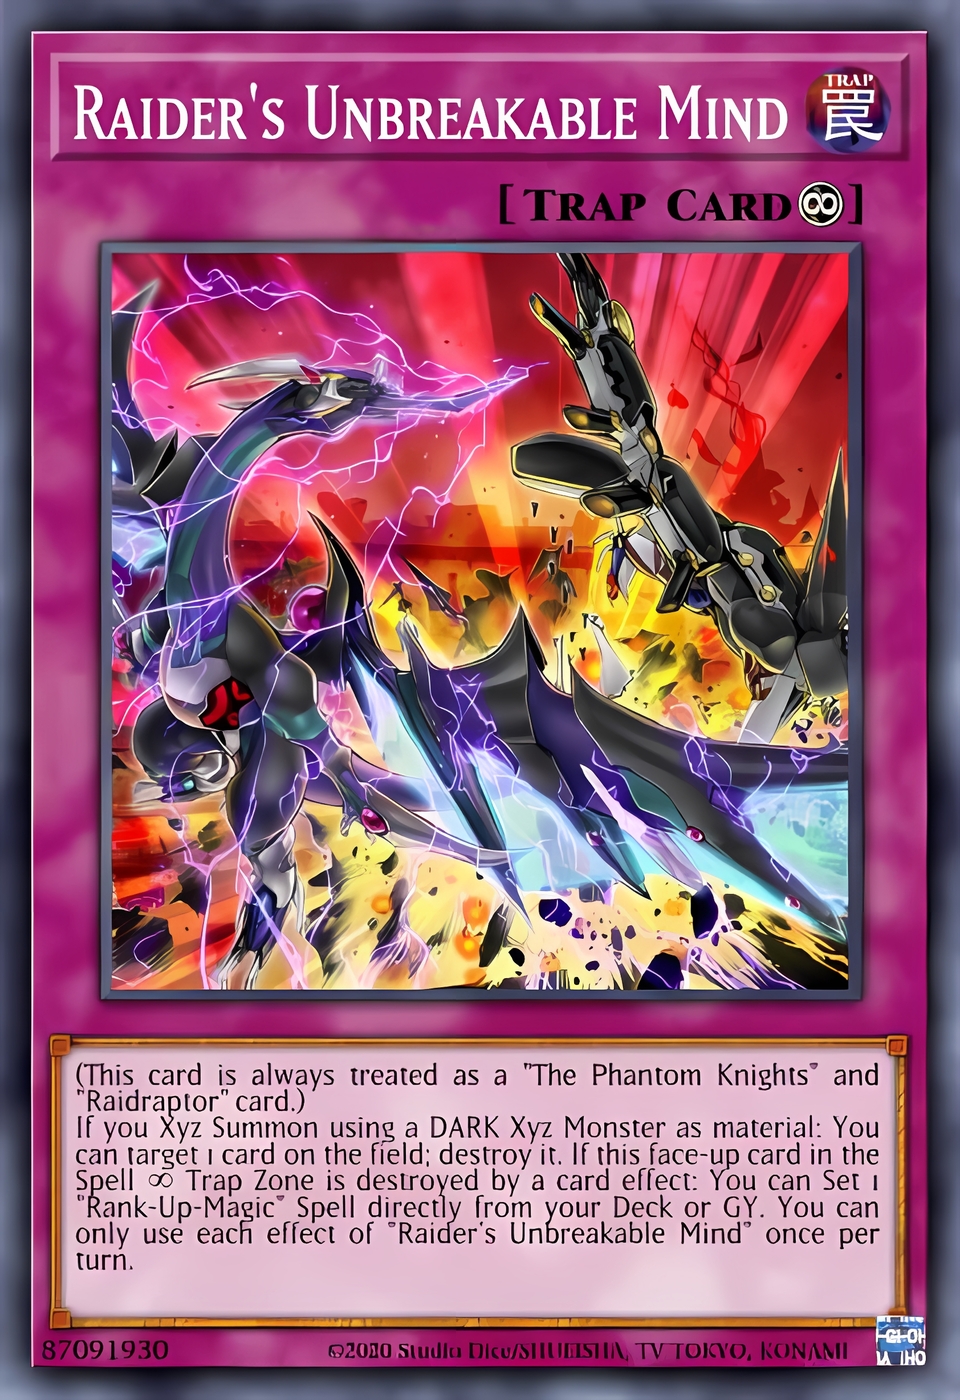 RAIDER'S UNBREAKABLE MIND
TRAP
罠
[TRAP CARD]
(This card is always treated as a "The Phantom Knights" and
"Raidraptor" card.)
If you Xyz Summon using a DARK Xyz Monster as material: You
can target 1 card on the field; destroy it. If this face-up card in the
Spell ∞ Trap Zone is destroyed by a card effect: You can Set 1
"Rank-Up-Magic" Spell directly from your Deck or GY. You can
only use each effect of "Raider's Unbreakable Mind" once per
turn.
87091930
©2020 Studio Dice/SHUEISHA, TV TOKYO, KONAMI